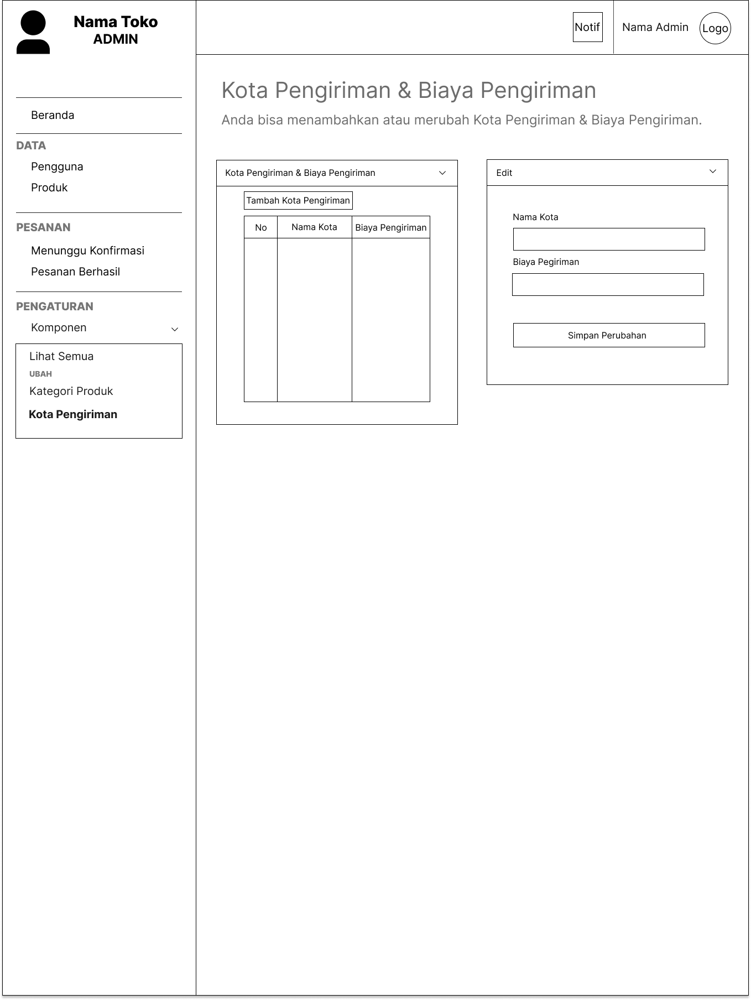 Nama Toko
ADMIN
Notif
Nama Admin
Logo
Beranda
DATA
Pengguna
Produk
PESANAN
Menunggu Konfirmasi
Pesanan Berhasil
PENGATURAN
Komponen
Lihat Semua
UBAH
Kategori Produk
Kota Pengiriman
Kota Pengiriman & Biaya Pengiriman
Anda bisa menambahkan atau merubah Kota Pengiriman & Biaya Pengiriman.
Kota Pengiriman & Biaya Pengiriman
Tambah Kota Pengiriman
No
Nama Kota
Biaya Pengiriman
Edit
Nama Kota
Biaya Pegiriman
Simpan Perubahan